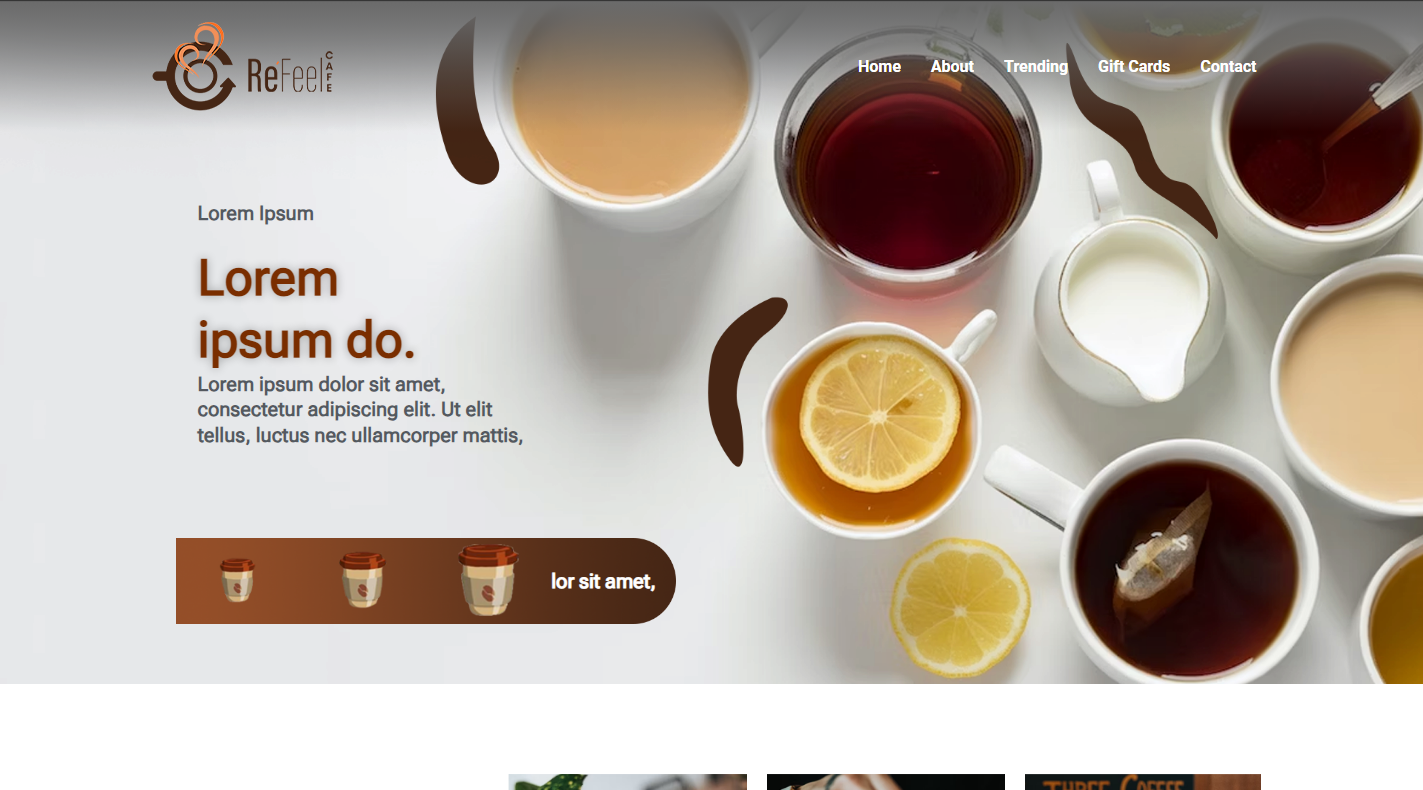 ReFeel CAFE
Home About Trending Gift Cards Contact
Lorem Ipsum
Lorem
ipsum do.
Lorem ipsum dolor sit amet,
consectetur adipiscing elit. Ut elit
tellus, luctus nec ullamcorper mattis,
lor sit amet,
THREE COFFEE